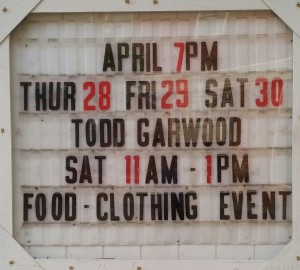 APRIL 7PM
THUR 28 FRI 29 SAT 30
TODD GARWOOD
SAT 11AM - 1PM
FOOD - CLOTHING EVENT